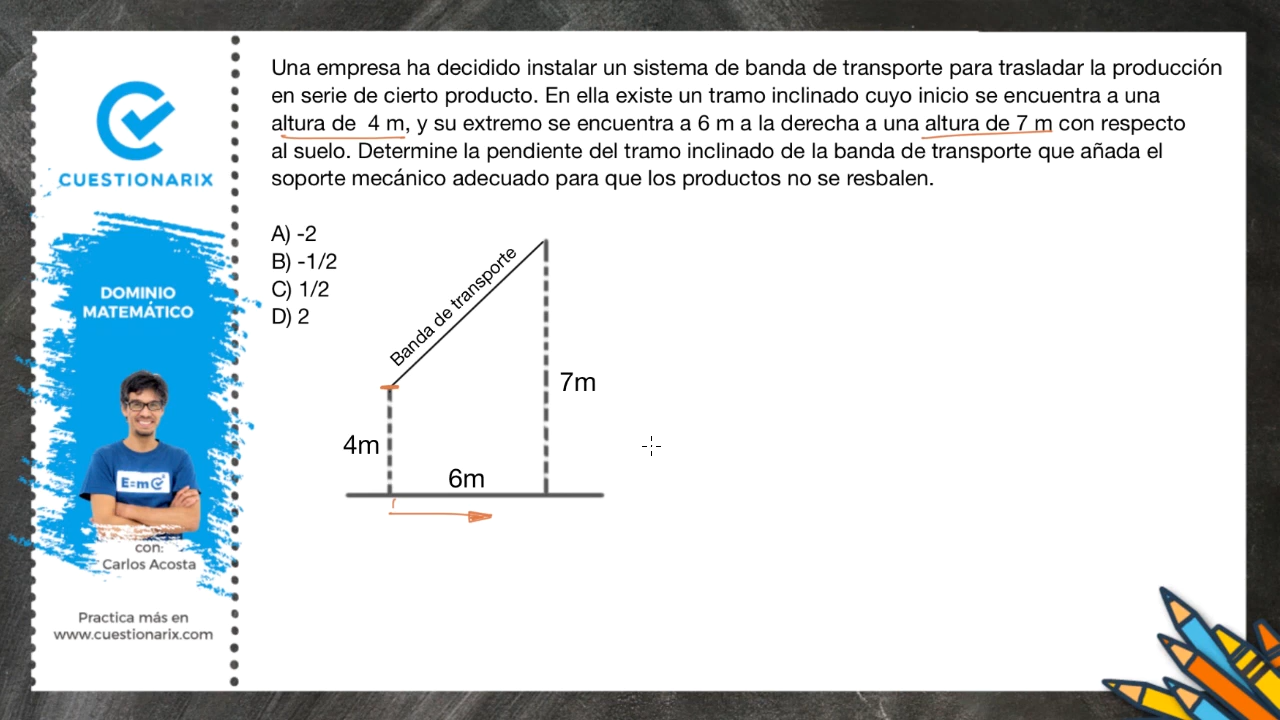 Una empresa ha decidido instalar un sistema de banda de transporte para trasladar la producción
en serie de cierto producto. En ella existe un tramo inclinado cuyo inicio se encuentra a una
altura de 4 m, y su extremo se encuentra a 6 m a la derecha a una altura de 7 m con respecto
al suelo. Determine la pendiente del tramo inclinado de la banda de transporte que añada el
soporte mecánico adecuado para que los productos no se resbalen.
A) -2
B) -1/2
C) 1/2
D) 2
Banda de transporte
7m
4m
6m
CUESTIONARIX
DOMINIO
MATEMÁTICO
E=m
con:
Carlos Acosta
Practica más en
www.cuestionarix.com